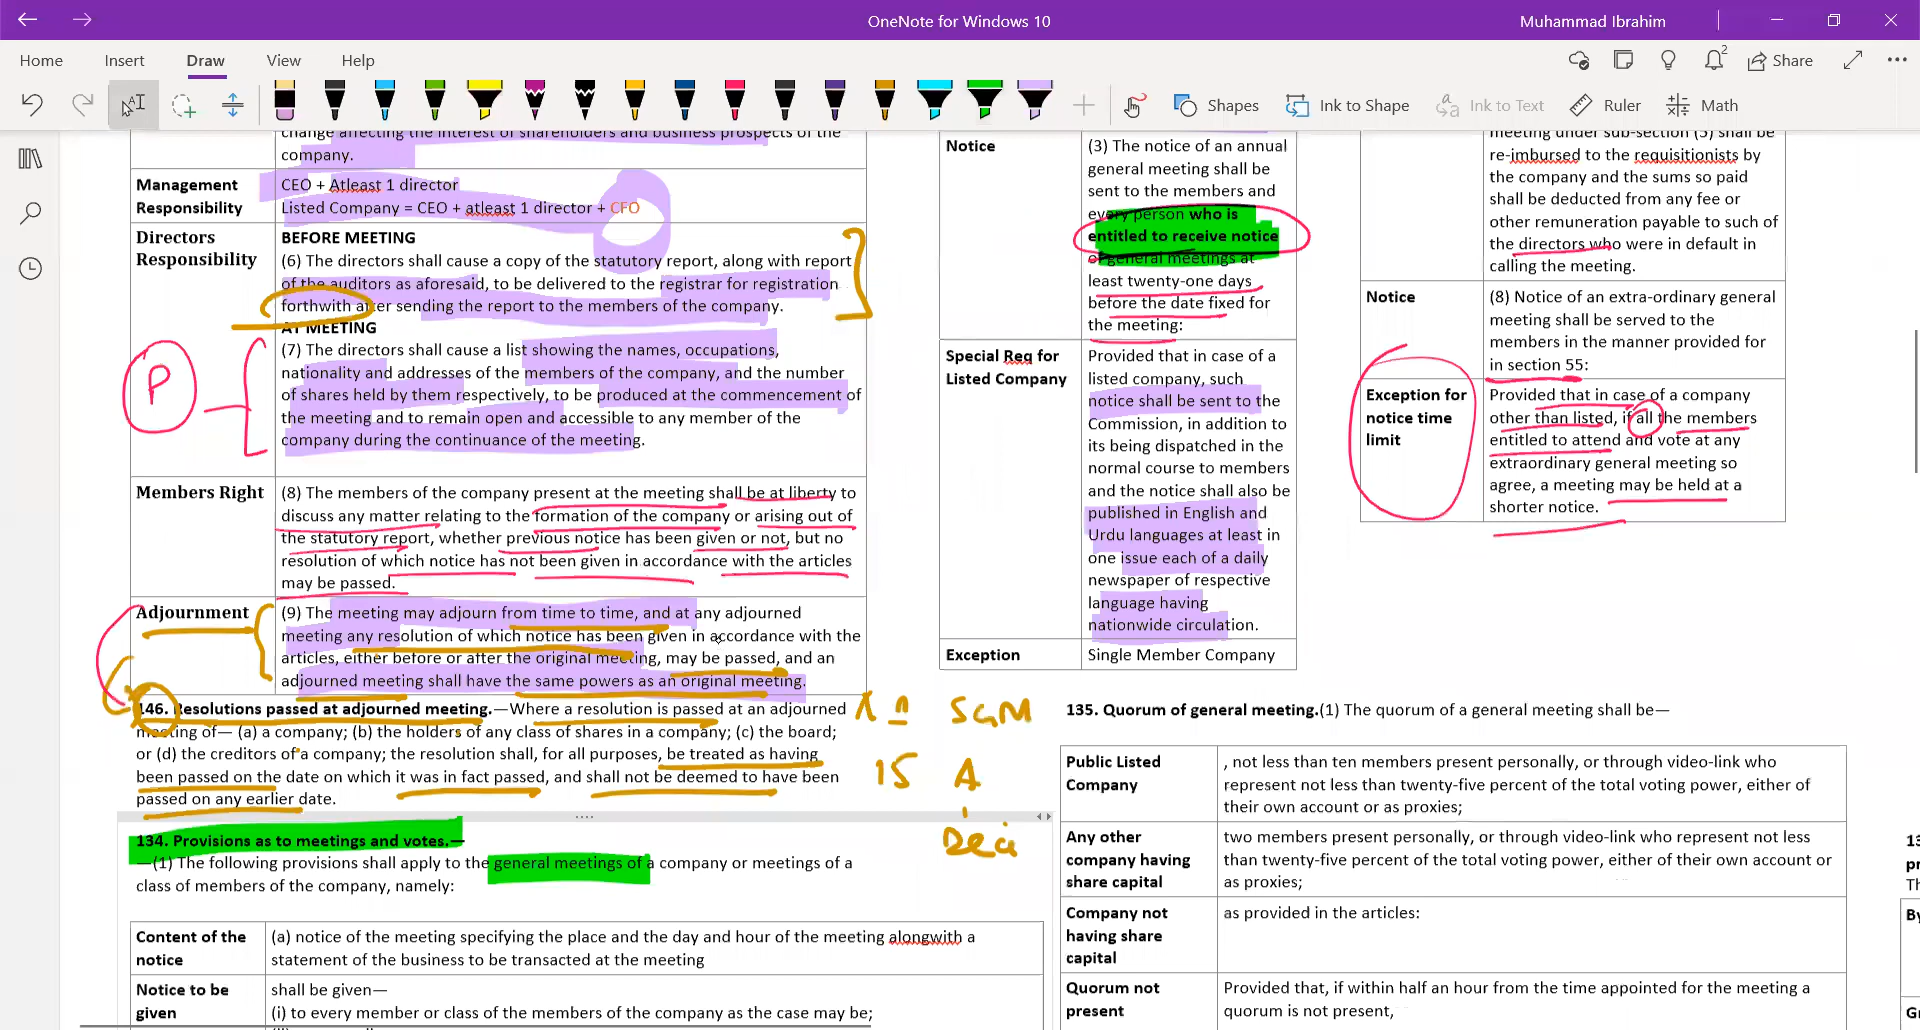 OneNote for Windows 10
Muhammad Ibrahim
Home
Insert
Draw
View
Help
2
Share
Shapes
Ink to Shape
Ink to Text
Ruler
Math
change affecting the interest of shareholders and business prospects of the
company.
Management
Responsibility
CEO + Atleast 1 director
Listed Company = CEO + atleast 1 director + CFO
Directors
Responsibility
BEFORE MEETING
(6) The directors shall cause a copy of the statutory report, along with report
of the auditors as aforesaid, to be delivered to the registrar for registration
forthwith after sending the report to the members of the company.
AT MEETING
(7) The directors shall cause a list showing the names, occupations,
nationality and addresses of the members of the company, and the number
of shares held by them respectively, to be produced at the commencement of
the meeting and to remain open and accessible to any member of the
company during the continuance of the meeting.
P
Members Right
(8) The members of the company present at the meeting shall be at liberty to
discuss any matter relating to the formation of the company or arising out of
the statutory report, whether previous notice has been given or not, but no
resolution of which notice has not been given in accordance with the articles
may be passed.
Adjournment
(9) The meeting may adjourn from time to time, and at any adjourned
meeting any resolution of which notice has been given in accordance with the
articles, either before or after the original meeting, may be passed, and an
adjourned meeting shall have the same powers as an original meeting.
146. Resolutions passed at adjourned meeting.—Where a resolution is passed at an adjourned
meeting of— (a) a company; (b) the holders of any class of shares in a company; (c) the board;
or (d) the creditors of a company; the resolution shall, for all purposes, be treated as having
been passed on the date on which it was in fact passed, and shall not be deemed to have been
passed on any earlier date.
SGM
15 A
134. Provisions as to meetings and votes.—
—(1) The following provisions shall apply to the general meetings of a company or meetings of a
class of members of the company, namely:
Content of the
notice
(a) notice of the meeting specifying the place and the day and hour of the meeting alongwith a
statement of the business to be transacted at the meeting
Notice to be
given
shall be given—
(i) to every member or class of the members of the company as the case may be;
Notice
(3) The notice of an annual
general meeting shall be
sent to the members and
every person who is
entitled to receive notice
of general meetings at
least twenty-one days
before the date fixed for
the meeting:
Special Req for
Listed Company
Provided that in case of a
listed company, such
notice shall be sent to the
Commission, in addition to
its being dispatched in the
normal course to members
and the notice shall also be
published in English and
Urdu languages at least in
one issue each of a daily
newspaper of respective
language having
nationwide circulation.
Exception
Single Member Company
meeting under sub-section (5) shall be
re-imbursed to the requisitionists by
the company and the sums so paid
shall be deducted from any fee or
other remuneration payable to such of
the directors who were in default in
calling the meeting.
Notice
(8) Notice of an extra-ordinary general
meeting shall be served to the
members in the manner provided for
in section 55:
Exception for
notice time
limit
Provided that in case of a company
other than listed, if all the members
entitled to attend and vote at any
extraordinary general meeting so
agree, a meeting may be held at a
shorter notice.
135. Quorum of general meeting.(1) The quorum of a general meeting shall be—
Public Listed
Company
, not less than ten members present personally, or through video-link who
represent not less than twenty-five percent of the total voting power, either of
their own account or as proxies;
Any other
company having
share capital
two members present personally, or through video-link who represent not less
than twenty-five percent of the total voting power, either of their own account or
as proxies;
Company not
having share
capital
as provided in the articles:
Quorum not
present
Provided that, if within half an hour from the time appointed for the meeting a
quorum is not present,